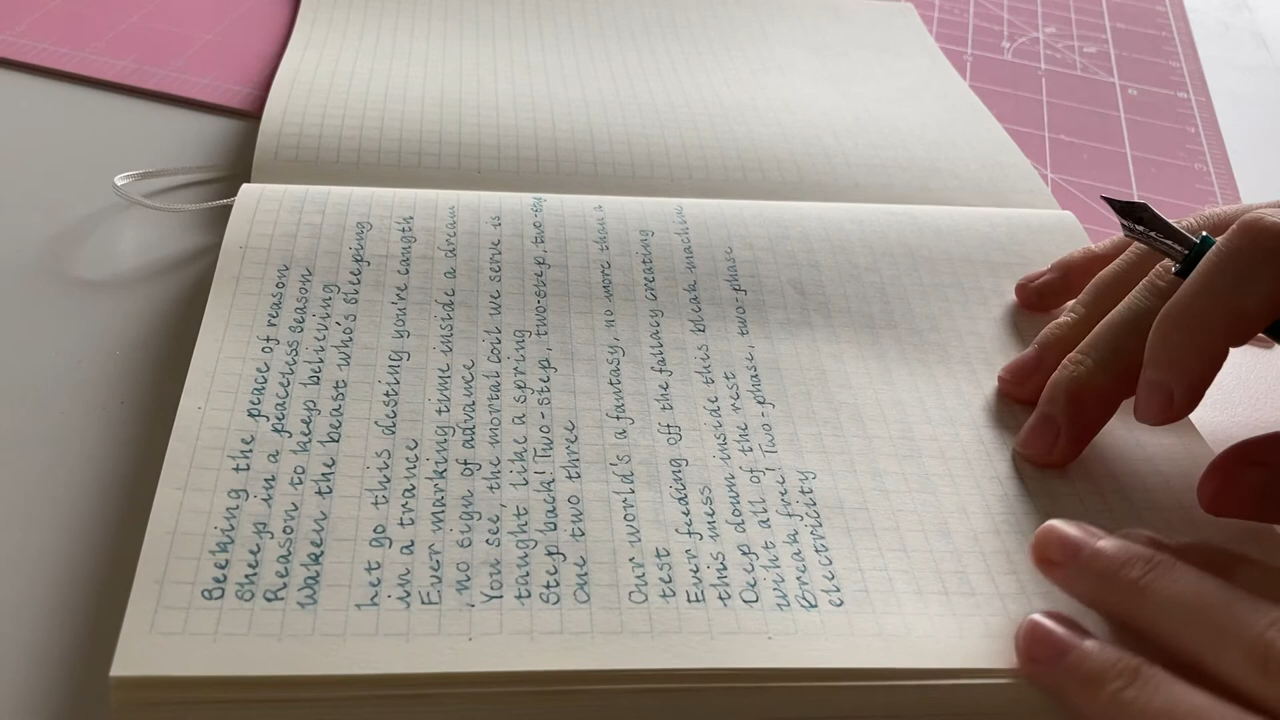 Seeking the peace of reason
Sheep in a peaceless season
Reason to keep believing
Waken the beast who's sleeping
Let go this destiny you're caught
in a trance
Ever marking time inside a dream
, no sign of advance
You see, the mortal coil we serve is
taught like a spring
Step back! Two-step, two-step, two-step
One two three
Our world's a fantasy, no more than a
test
Ever feeding off the fallacy creating
this mess
Deep down inside this bleak machine
wilt all of the rest
Break free! Two-phase, two-phase
Electricity